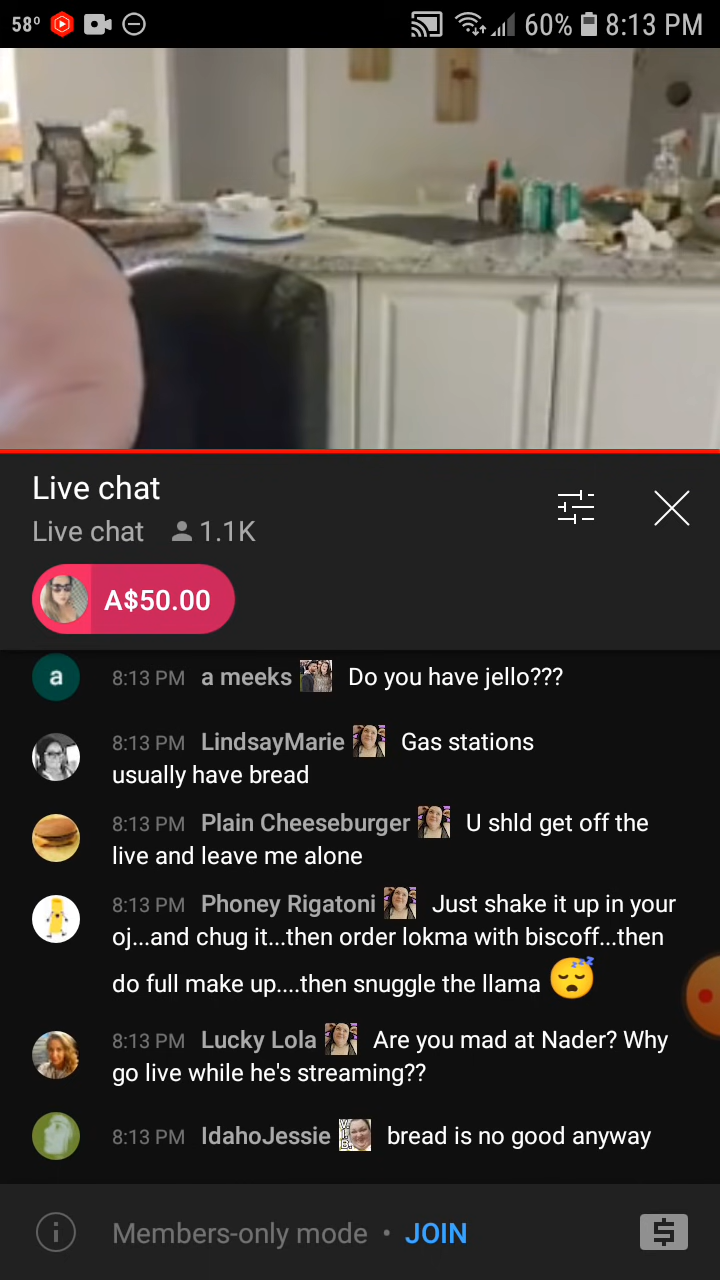 58° 60% 8:13 PM
Live chat
Live chat 1.1K
A$50.00
a 8:13 PM a meeks Do you have jello???
8:13 PM LindsayMarie Gas stations
usually have bread
8:13 PM Plain Cheeseburger U shld get off the
live and leave me alone
8:13 PM Phoney Rigatoni Just shake it up in your
oj...and chug it...then order lokma with biscoff...then
do full make up....then snuggle the llama
8:13 PM Lucky Lola Are you mad at Nader? Why
go live while he's streaming??
8:13 PM IdahoJessie bread is no good anyway
Members-only mode • JOIN